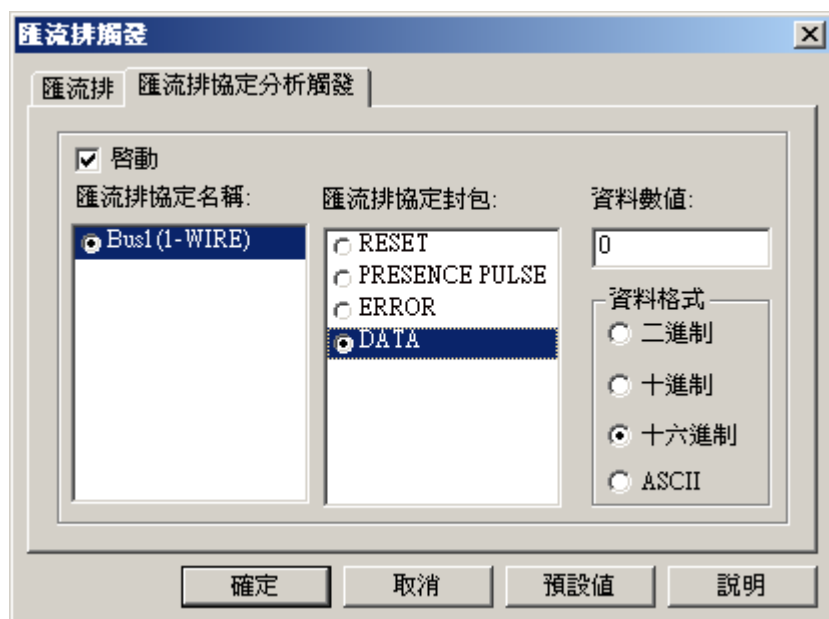 匯流排觸發
匯流排 匯流排協定分析觸發
啓動
匯流排協定名稱: 匯流排協定封包: 資料數值:
Bus1(1-WIRE)
RESET
PRESENCE PULSE
ERROR
DATA
0
資料格式
二進制
十進制
十六進制
ASCII
確定 取消 預設值 說明